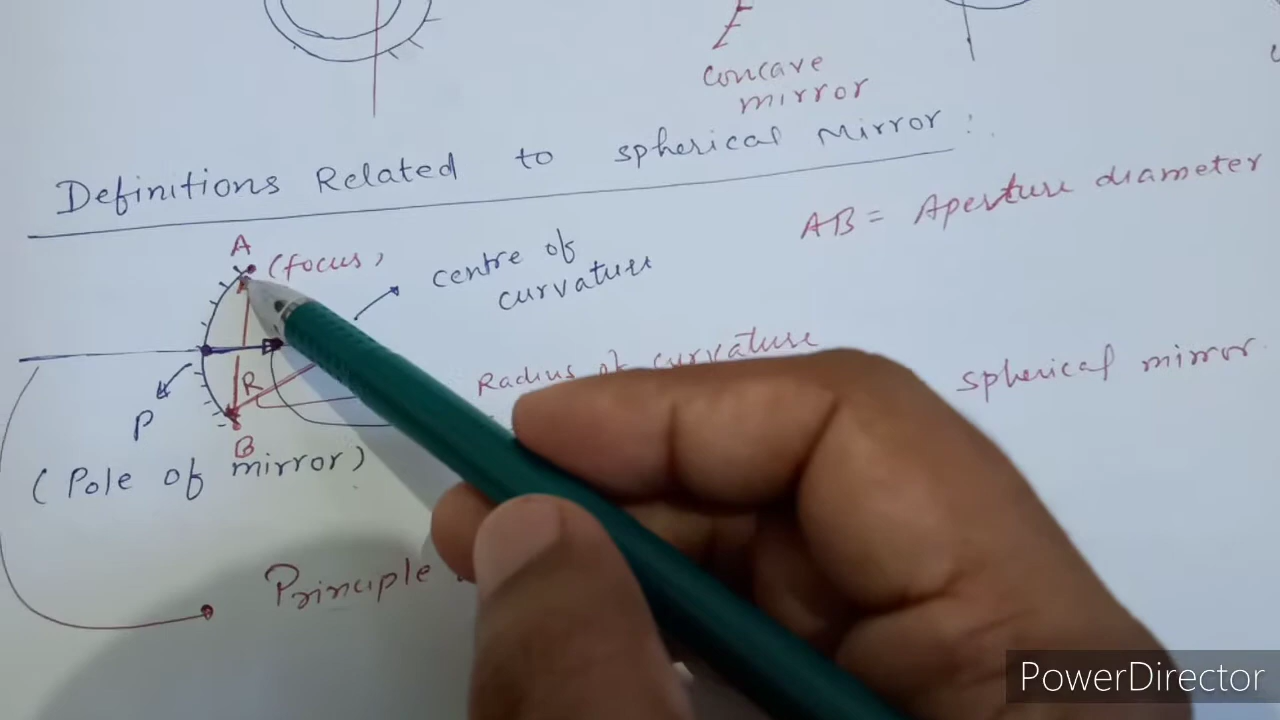 concave
mirror
Definitions Related to spherical Mirror :
AB = Aperture diameter
A
(focus)
centre of
curvature
Radius of curvature
spherical mirror
R
P
B
(Pole of mirror)
Principle
PowerDirector